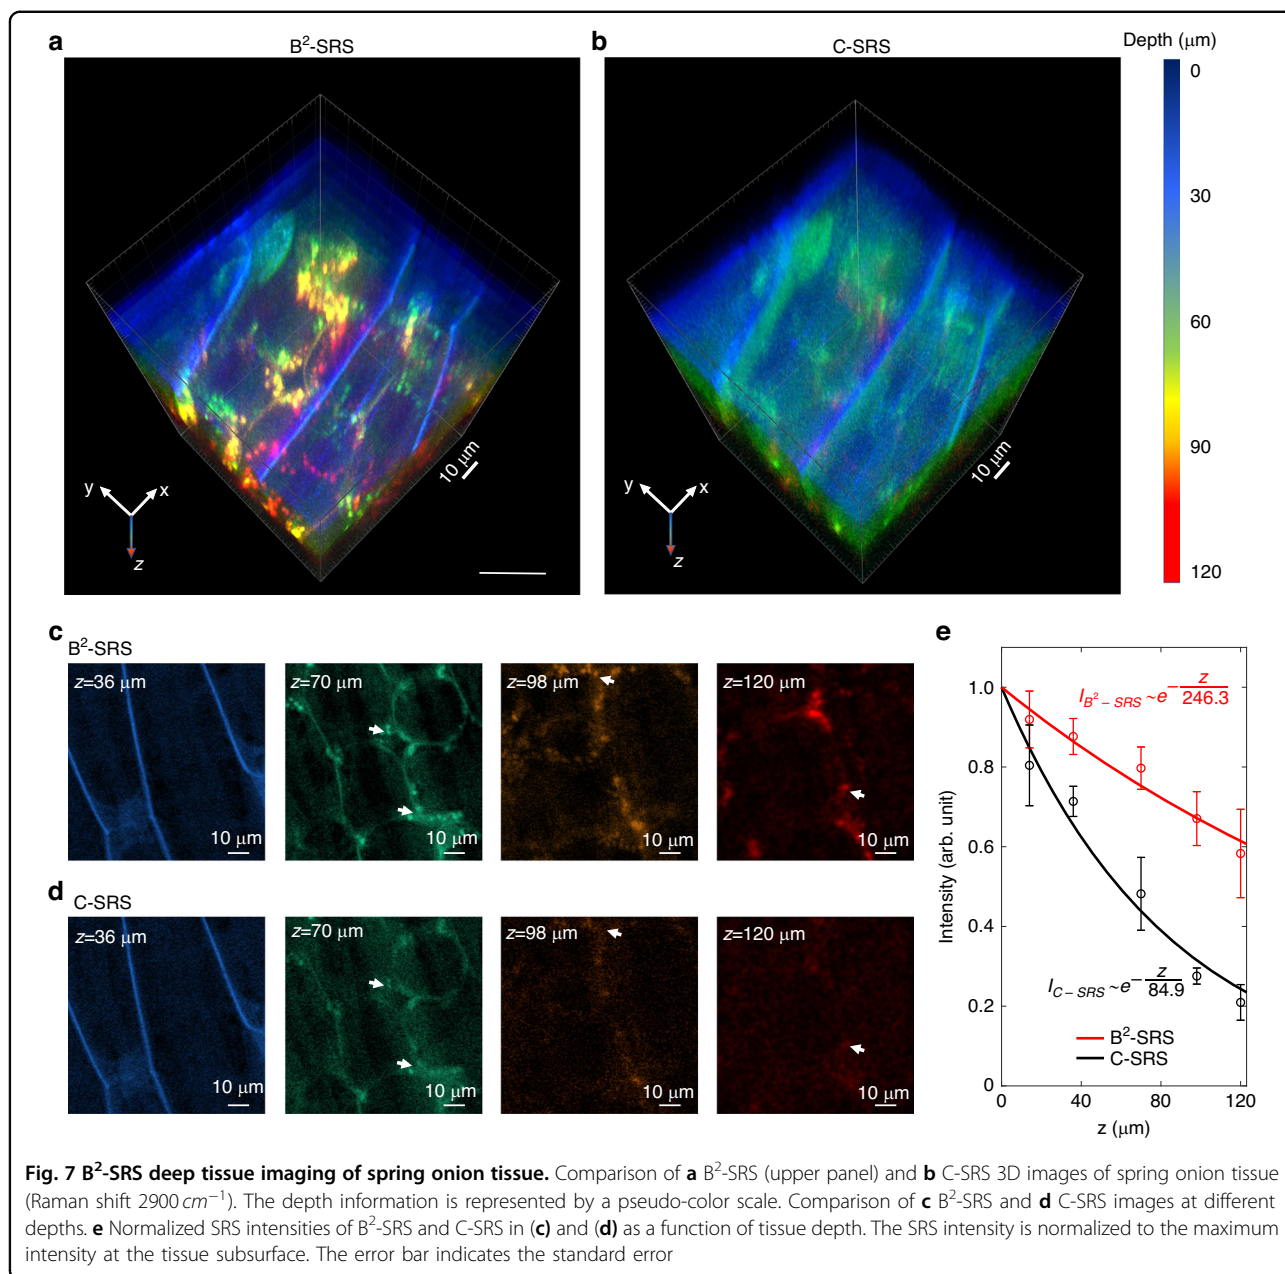 a
B²-SRS
b
C-SRS
Depth (μm)
0
30
60
90
120
y
x
z
10 μm
y
x
z
10 μm
c
B²-SRS
z=36 μm
10 μm
z=70 μm
10 μm
z=98 μm
10 μm
z=120 μm
10 μm
d
C-SRS
z=36 μm
10 μm
z=70 μm
10 μm
z=98 μm
10 μm
z=120 μm
10 μm
e
Intensity (arb. unit)
1.0
0.8
0.6
0.4
0.2
0
I_{B²–SRS} ~e^{–z/246.3}
I_{C–SRS} ~e^{–z/84.9}
B²-SRS
C-SRS
0 40 80 120
z (μm)
Fig. 7 B²-SRS deep tissue imaging of spring onion tissue. Comparison of a B²-SRS (upper panel) and b C-SRS 3D images of spring onion tissue
(Raman shift 2900 cm⁻¹). The depth information is represented by a pseudo-color scale. Comparison of c B²-SRS and d C-SRS images at different
depths. e Normalized SRS intensities of B²-SRS and C-SRS in (c) and (d) as a function of tissue depth. The SRS intensity is normalized to the maximum
intensity at the tissue subsurface. The error bar indicates the standard error